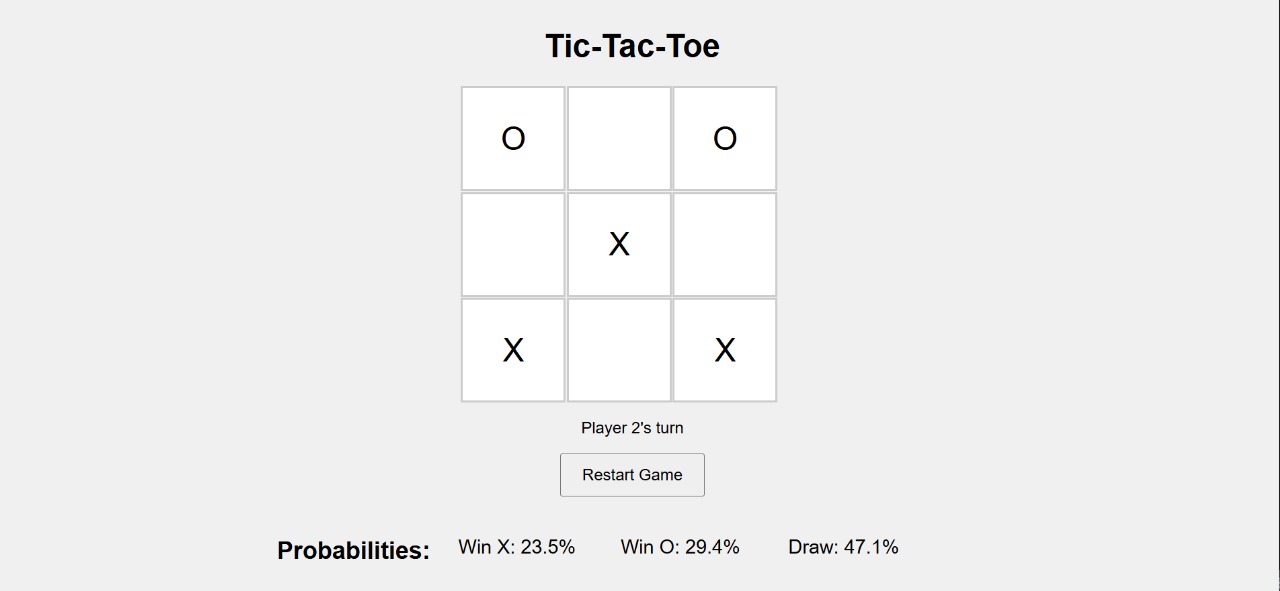 Tic-Tac-Toe
O O
X
X X
Player 2's turn
Restart Game
Probabilities: Win X: 23.5% Win O: 29.4% Draw: 47.1%